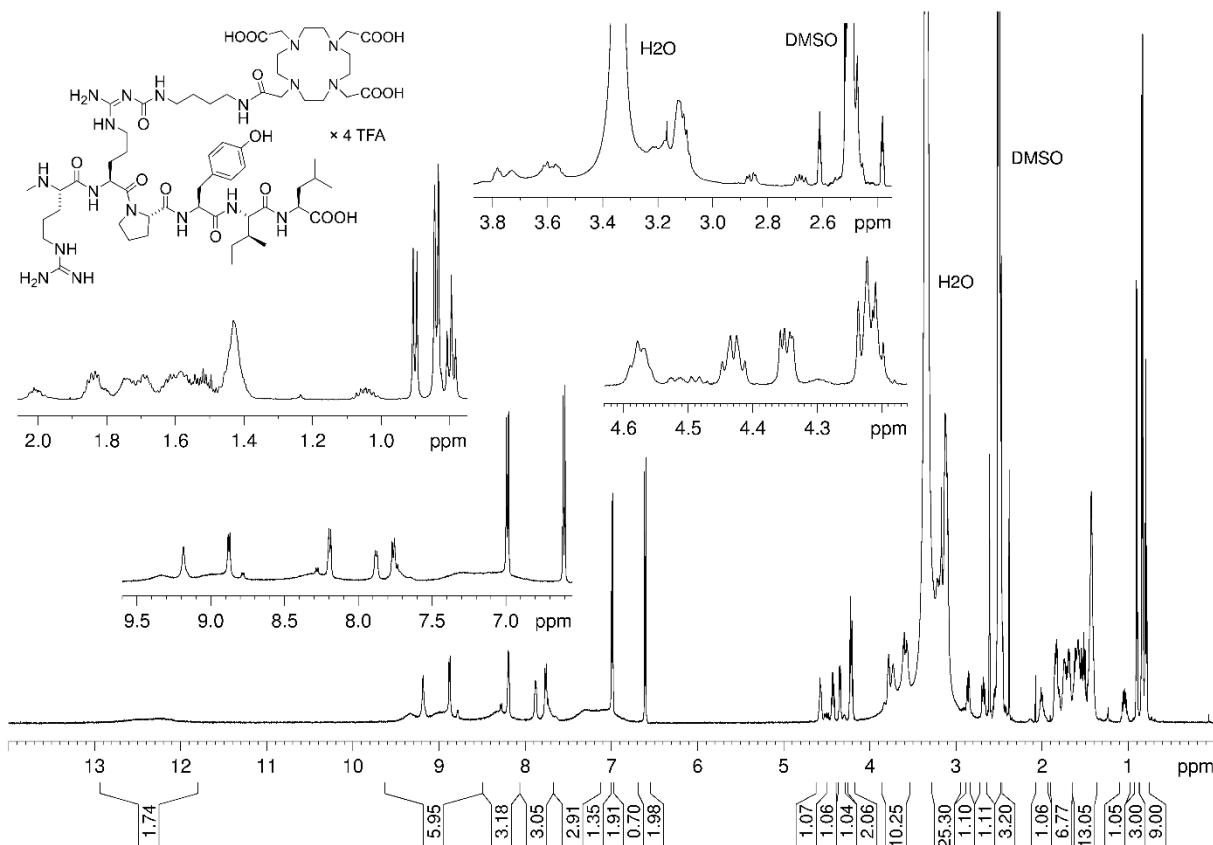 HOOC
COOH
COOH
H2N
N
H
N
O
N
H
O
N
N
N
N
HN
OH
× 4 TFA
H
N
O
N
H
O
N
O
N
H
H
N
O
N
H
COOH
NH
H2N
NH
H2O
DMSO
3.8 3.6 3.4 3.2 3.0 2.8 2.6 ppm
DMSO
H2O
2.0 1.8 1.6 1.4 1.2 1.0 ppm
4.6 4.5 4.4 4.3 ppm
9.5 9.0 8.5 8.0 7.5 7.0 ppm
13 12 11 10 9 8 7 6 5 4 3 2 1 ppm
1.74 5.95 3.18 3.05 2.91 1.35 1.91 0.70 1.98 1.07 1.06 1.04 2.06 10.25 25.30 1.10 1.11 3.20 1.06 6.77 13.05 1.05 3.00 9.00